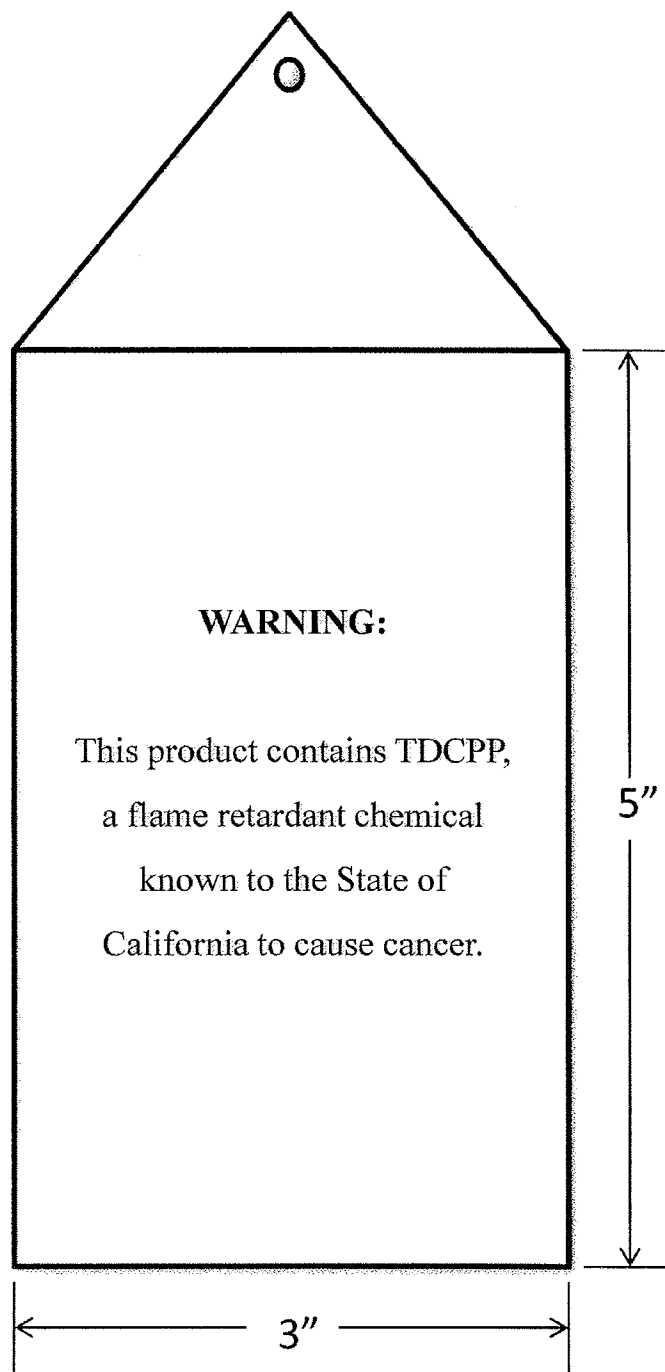 WARNING:
This product contains TDCPP,
a flame retardant chemical
known to the State of
California to cause cancer.
5"
3"